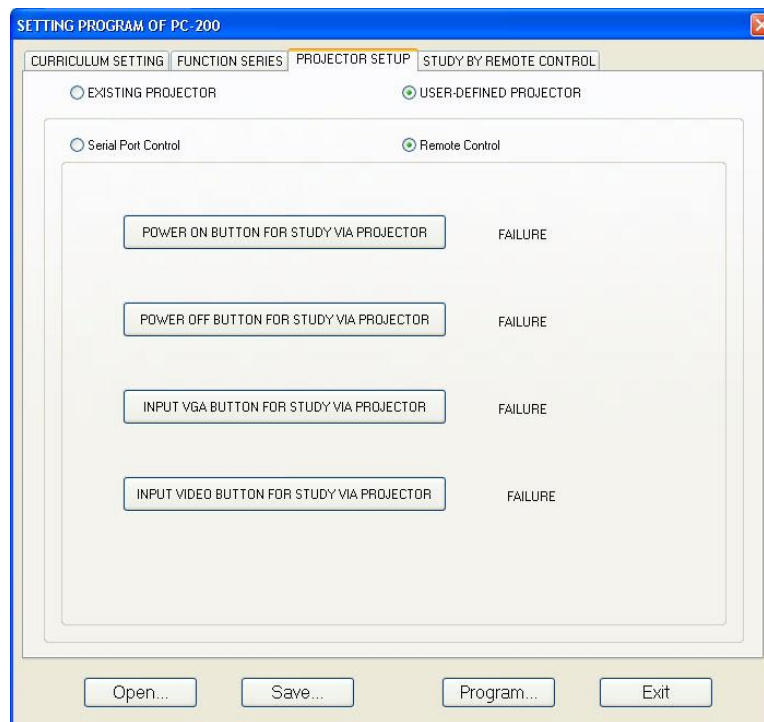 SETTING PROGRAM OF PC-200
CURRICULUM SETTING FUNCTION SERIES PROJECTOR SETUP STUDY BY REMOTE CONTROL
EXISTING PROJECTOR USER-DEFINED PROJECTOR
Serial Port Control Remote Control
POWER ON BUTTON FOR STUDY VIA PROJECTOR FAILURE
POWER OFF BUTTON FOR STUDY VIA PROJECTOR FAILURE
INPUT VGA BUTTON FOR STUDY VIA PROJECTOR FAILURE
INPUT VIDEO BUTTON FOR STUDY VIA PROJECTOR FAILURE
Open... Save... Program... Exit